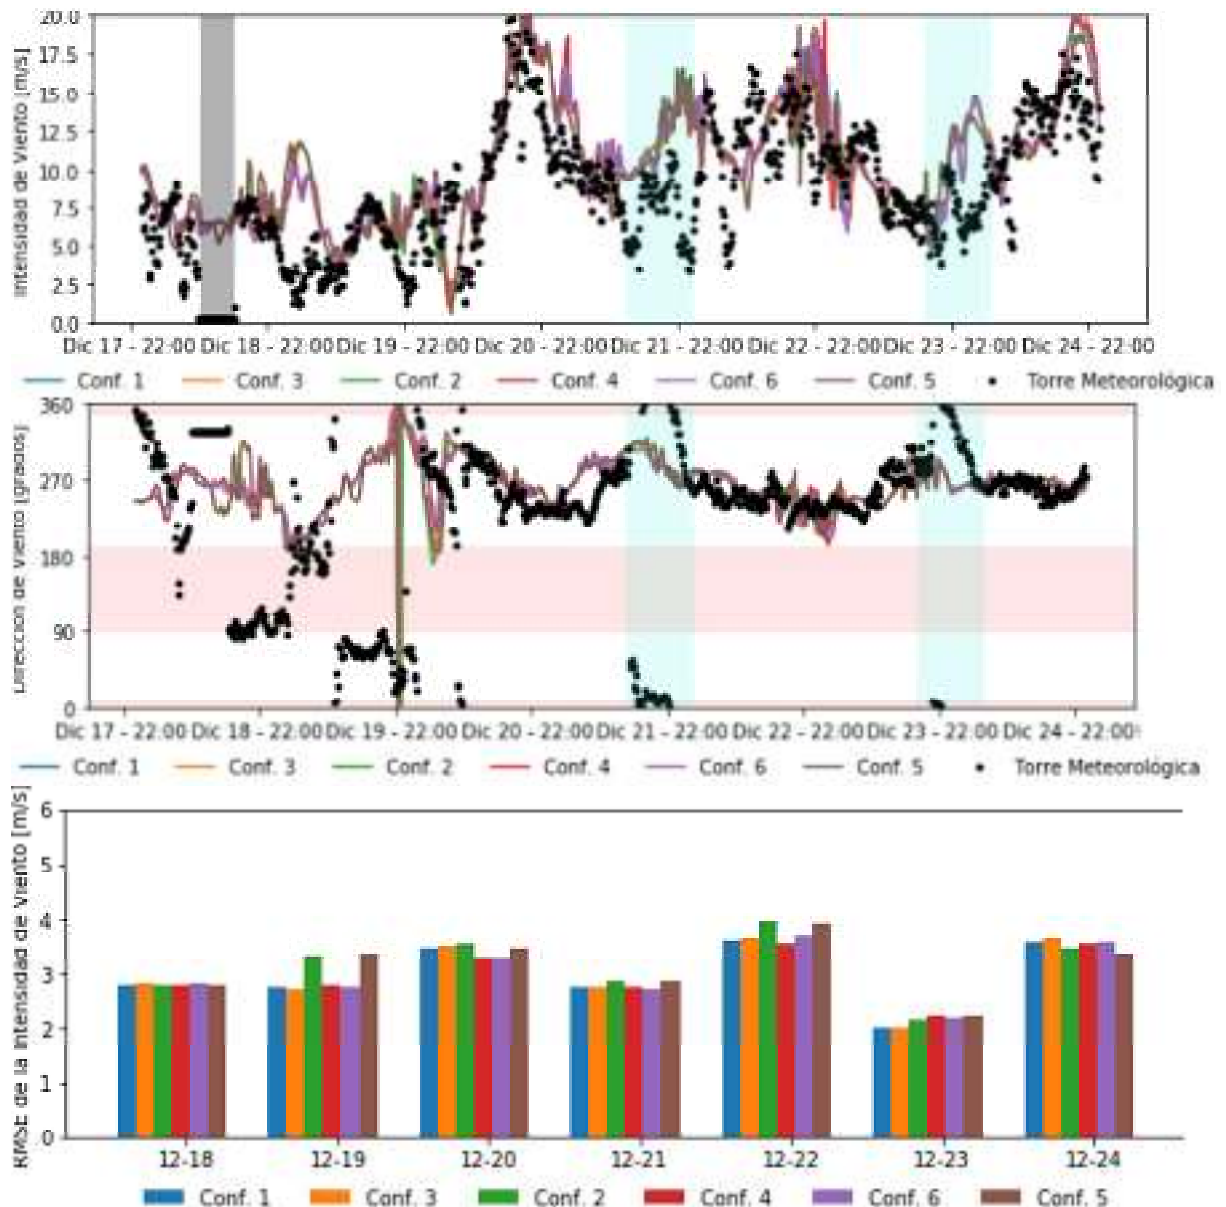 20.0
17.5
15.0
12.5
10.0
7.5
5.0
2.5
0.0
Intensidad de Viento [m/s]
Dic 17 - 22:00 Dic 18 - 22:00 Dic 19 - 22:00 Dic 20 - 22:00 Dic 21 - 22:00 Dic 22 - 22:00 Dic 23 - 22:00 Dic 24 - 22:00
Conf. 1 Conf. 3 Conf. 2 Conf. 4 Conf. 6 Conf. 5 Torre Meteorológica
360
270
180
90
0
Dirección de Viento [grados]
Dic 17 - 22:00 Dic 18 - 22:00 Dic 19 - 22:00 Dic 20 - 22:00 Dic 21 - 22:00 Dic 22 - 22:00 Dic 23 - 22:00 Dic 24 - 22:00
Conf. 1 Conf. 3 Conf. 2 Conf. 4 Conf. 6 Conf. 5 Torre Meteorológica
6
5
4
3
2
1
0
RMSE de la Intensidad de Viento [m/s]
12-18 12-19 12-20 12-21 12-22 12-23 12-24
Conf. 1 Conf. 3 Conf. 2 Conf. 4 Conf. 6 Conf. 5